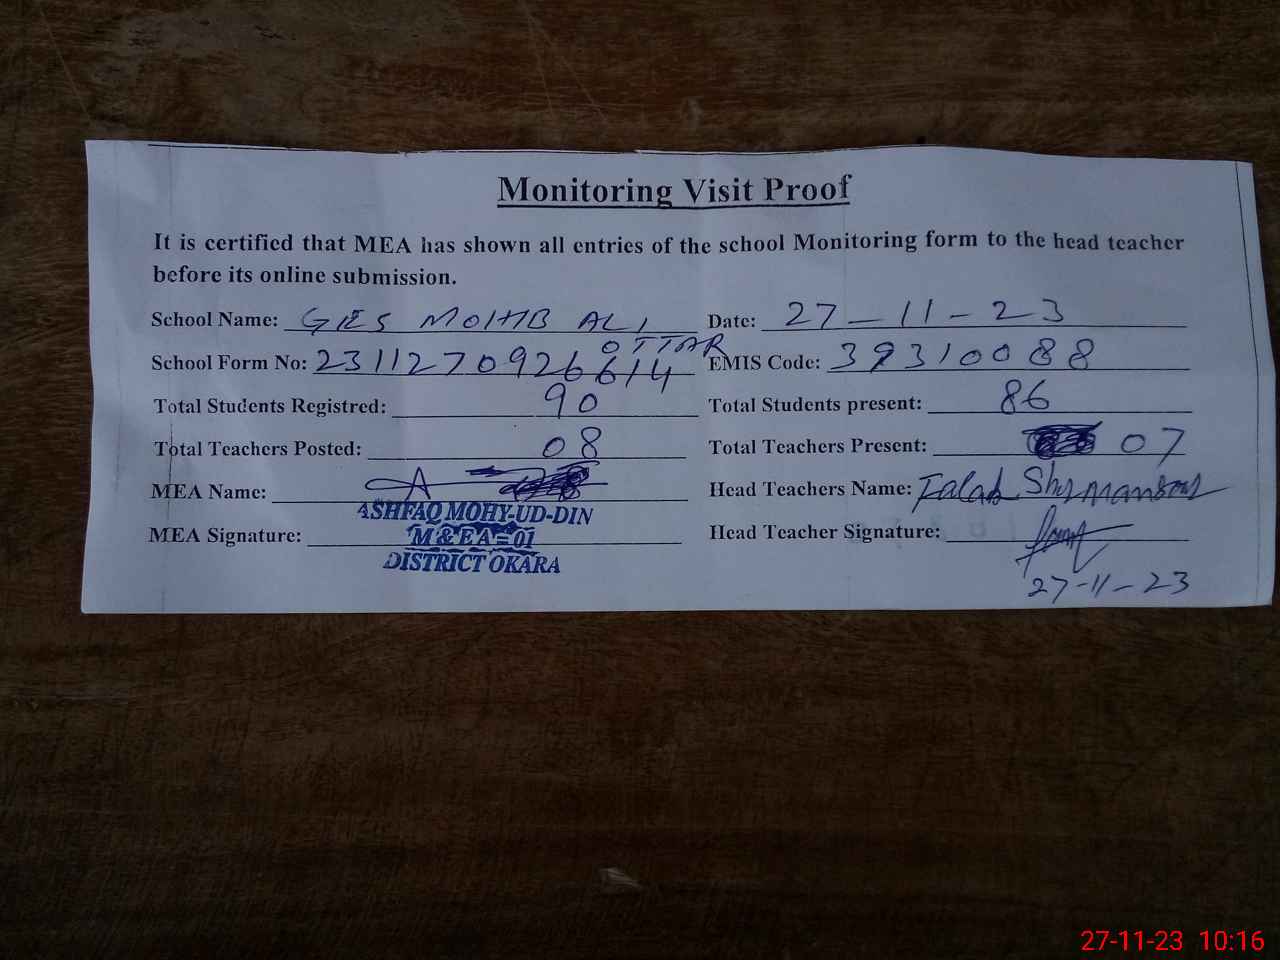 Monitoring Visit Proof
It is certified that MEA has shown all entries of the school Monitoring form to the head teacher
before its online submission.
School Name: GES MOHIB ALI Date: 27-11-23
OTTAR
School Form No: 23112709266614 EMIS Code: 39310088
Total Students Registred: 90 Total Students present: 86
Total Teachers Posted: 08 Total Teachers Present: 07
MEA Name: Head Teachers Name:
ASHFAQ MOHY-UD-DIN
MEA Signature: M & E A = 01 Head Teacher Signature:
DISTRICT OKARA
27-11-23
27-11-23 10:16